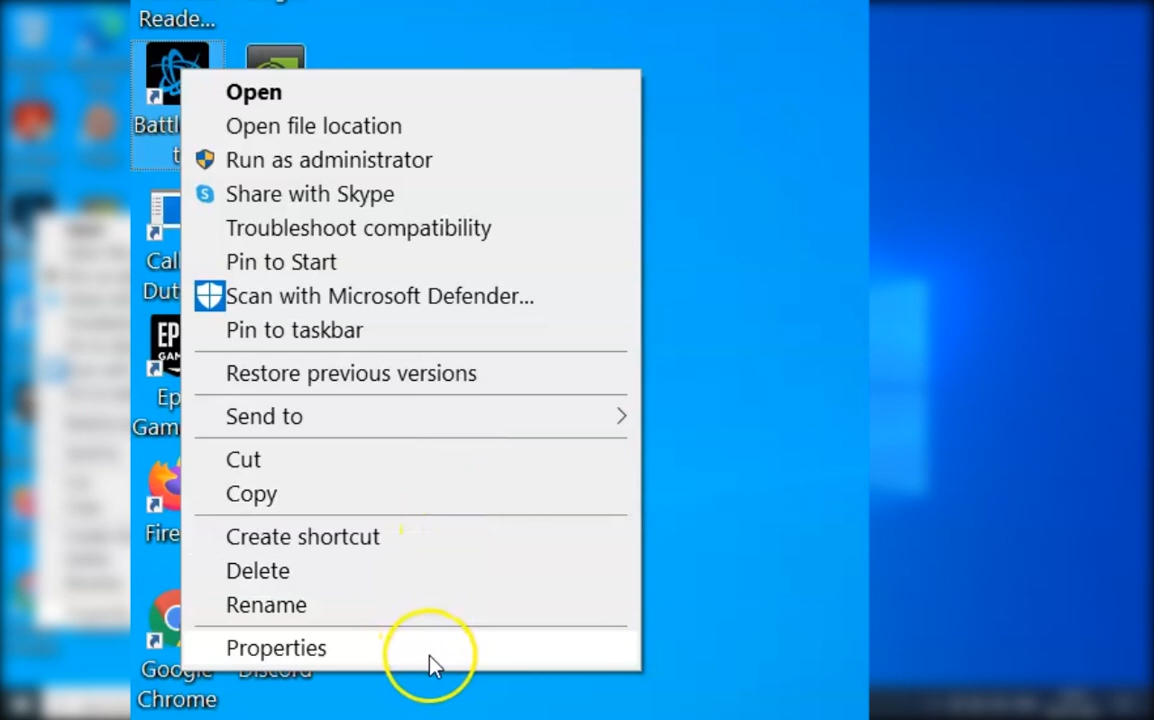 Reade...
Open
Battl
t
Open file location
Run as administrator
S Share with Skype
Troubleshoot compatibility
Call
Dut
Pin to Start
Scan with Microsoft Defender...
Pin to taskbar
EP
GA
Ep
Gam
Restore previous versions
Send to
Cut
Copy
Fire
Create shortcut
Delete
Rename
Properties
Google
Chrome
Discord